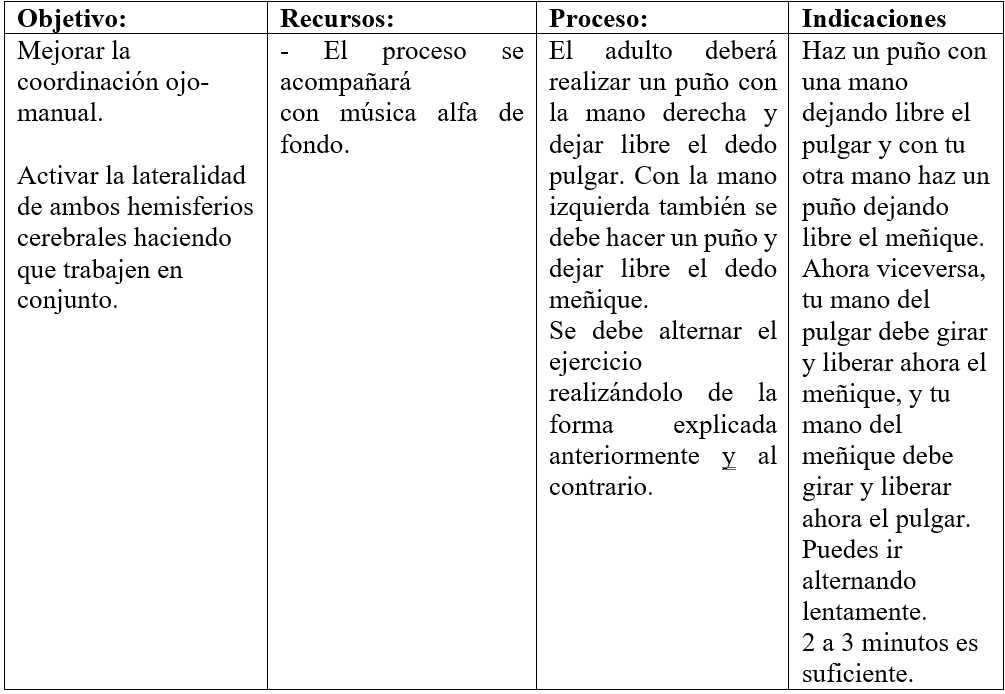 Objetivo:
Mejorar la
coordinación ojo-
manual.
Activar la lateralidad
de ambos hemisferios
cerebrales haciendo
que trabajen en
conjunto.
Recursos:
- El proceso se
acompañará
con música alfa de
fondo.
Proceso:
El adulto deberá
realizar un puño con
la mano derecha y
dejar libre el dedo
pulgar. Con la mano
izquierda también se
debe hacer un puño y
dejar libre el dedo
meñique.
Se debe alternar el
ejercicio
realizándolo de la
forma explicada
anteriormente y al
contrario.
Indicaciones
Haz un puño con
una mano
dejando libre el
pulgar y con tu
otra mano haz un
puño dejando
libre el meñique.
Ahora viceversa,
tu mano del
pulgar debe girar
y liberar ahora el
meñique, y tu
mano del
meñique debe
girar y liberar
ahora el pulgar.
Puedes ir
alternando
lentamente.
2 a 3 minutos es
suficiente.